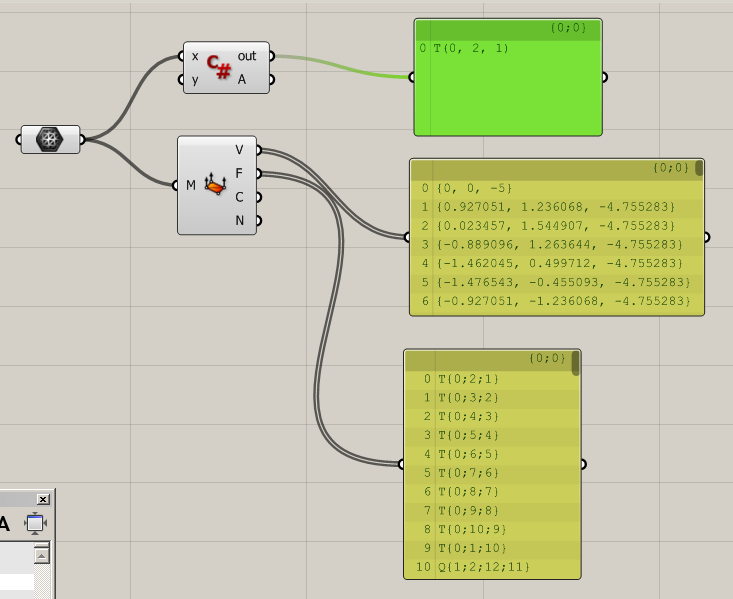 x out
C#
y A
V
F
M
C
N
{0;0}
0 T(0, 2, 1)
{0;0}
0 {0, 0, -5}
1 {0.927051, 1.236068, -4.755283}
2 {0.023457, 1.544907, -4.755283}
3 {-0.889096, 1.263644, -4.755283}
4 {-1.462045, 0.499712, -4.755283}
5 {-1.476543, -0.455093, -4.755283}
6 {-0.927051, -1.236068, -4.755283}
{0;0}
0 T{0;2;1}
1 T{0;3;2}
2 T{0;4;3}
3 T{0;5;4}
4 T{0;6;5}
5 T{0;7;6}
6 T{0;8;7}
7 T{0;9;8}
8 T{0;10;9}
9 T{0;1;10}
10 Q{1;2;12;11}
A